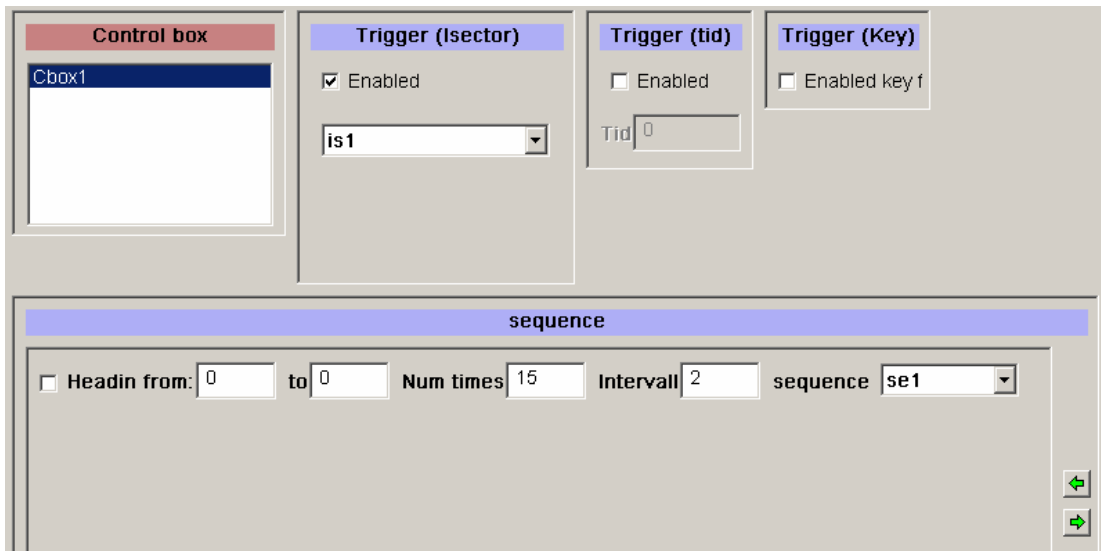 Control box
Cbox1
Trigger (Isector)
Enabled
is1
Trigger (tid)
Enabled
Tid 0
Trigger (Key)
Enabled key f
sequence
Headin from: 0 to 0 Num times 15 Intervall 2 sequence se1